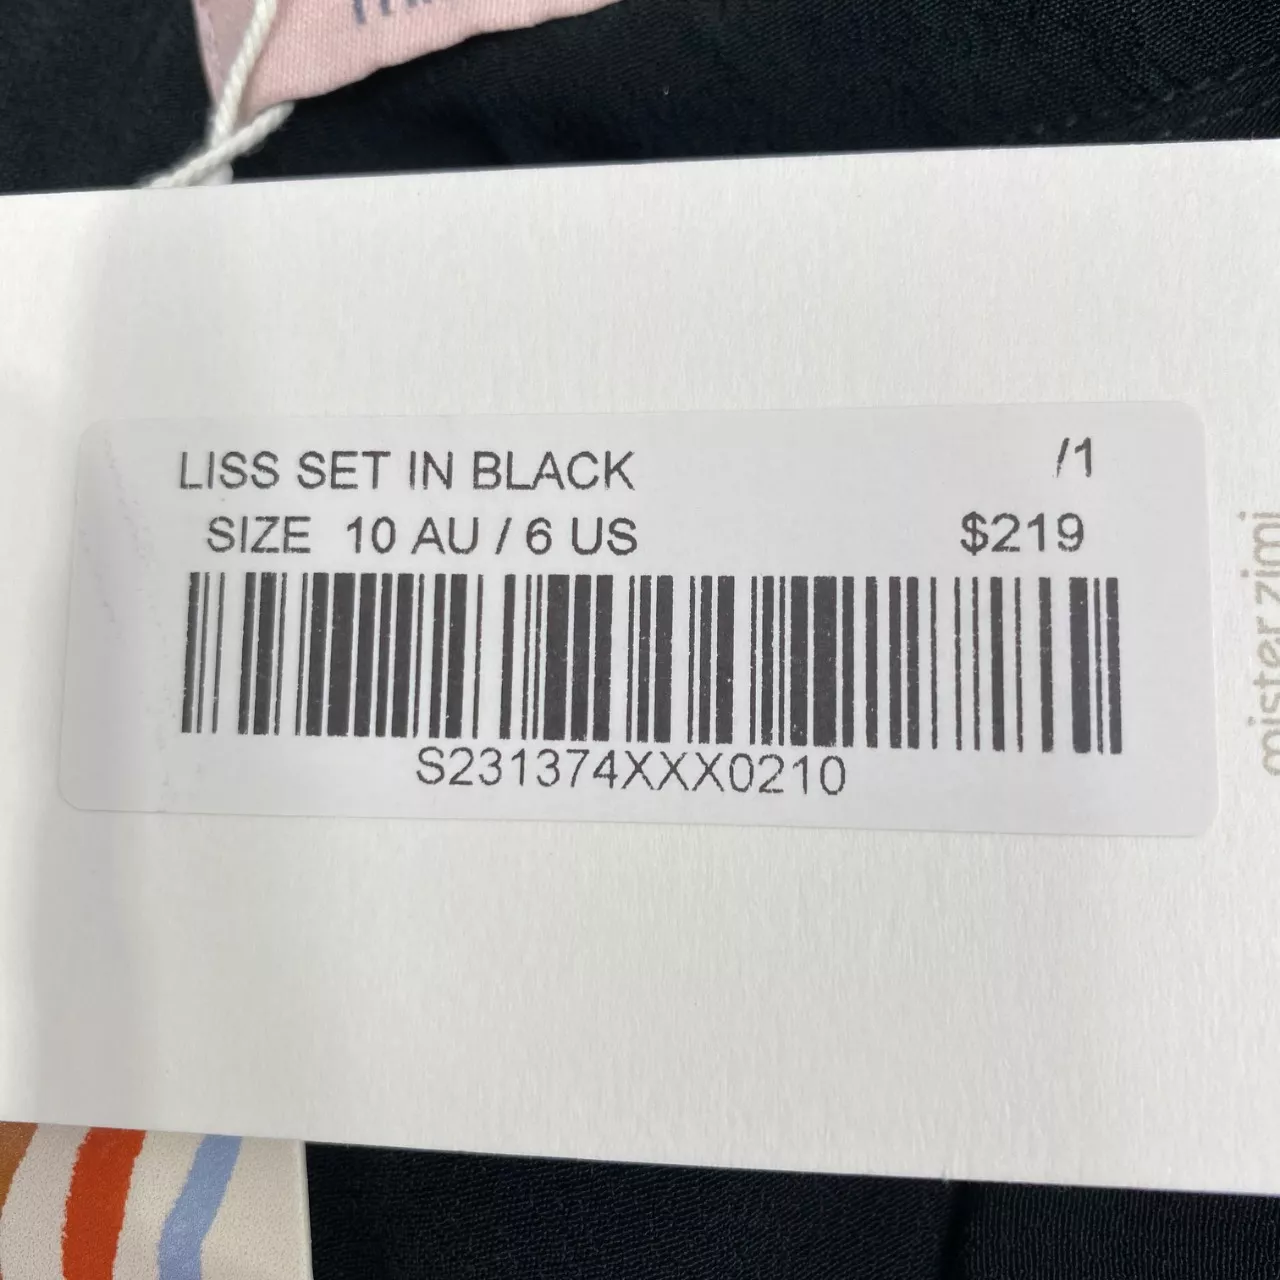 LISS SET IN BLACK
/1
SIZE 10 AU / 6 US
$219
S231374XXX0210
mister zimi